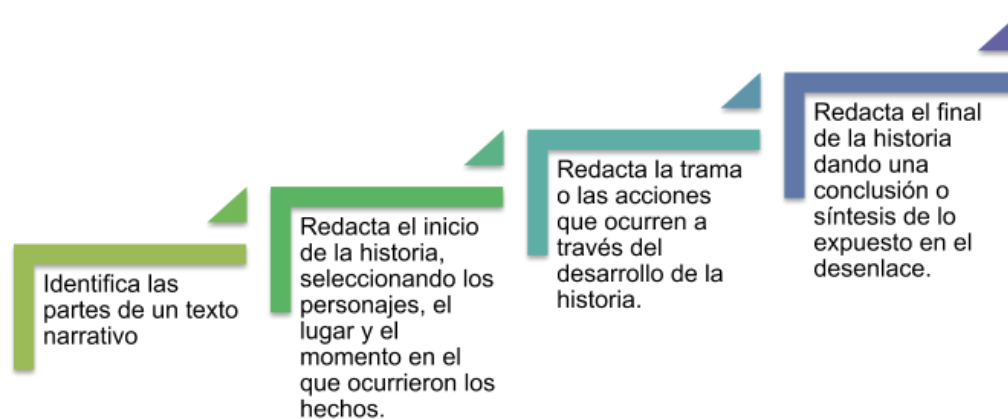 Identifica las
partes de un texto
narrativo
Redacta el inicio
de la historia,
seleccionando los
personajes, el
lugar y el
momento en el
que ocurrieron los
hechos.
Redacta la trama
o las acciones
que ocurren a
través del
desarrollo de la
historia.
Redacta el final
de la historia
dando una
conclusión o
síntesis de lo
expuesto en el
desenlace.